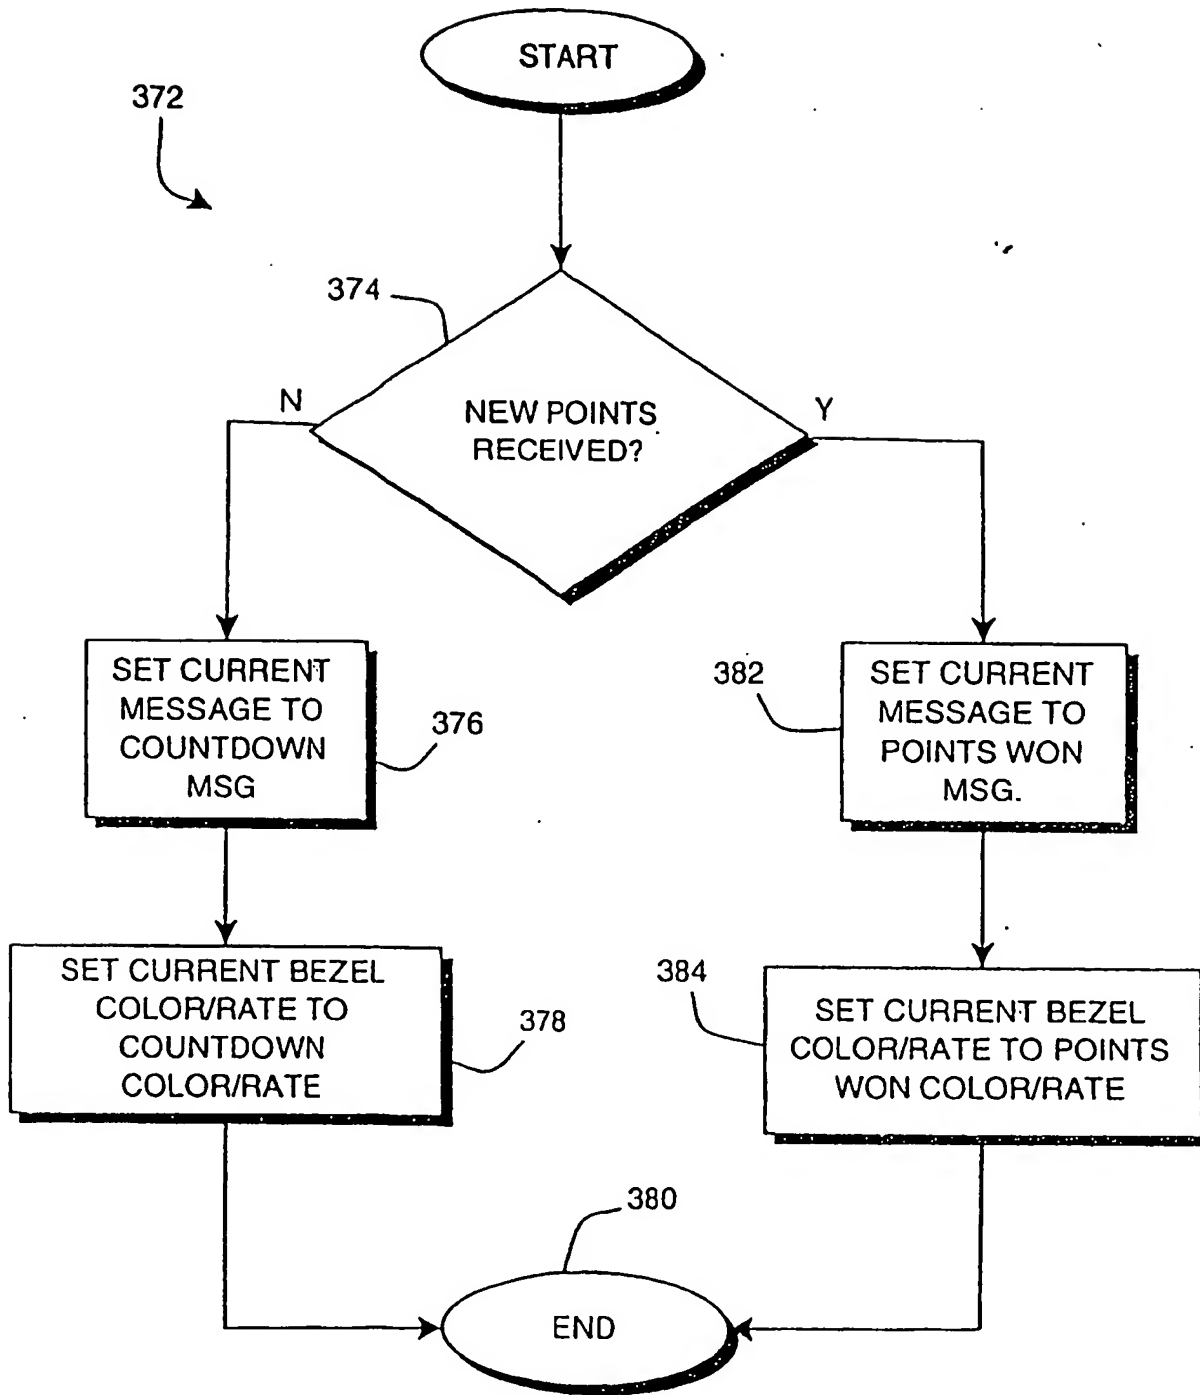 START
372
374
N
NEW POINTS
RECEIVED?
Y
SET CURRENT
MESSAGE TO
COUNTDOWN
MSG
376
382
SET CURRENT
MESSAGE TO
POINTS WON
MSG.
SET CURRENT BEZEL
COLOR/RATE TO
COUNTDOWN
COLOR/RATE
378
384
SET CURRENT BEZEL
COLOR/RATE TO POINTS
WON COLOR/RATE
380
END